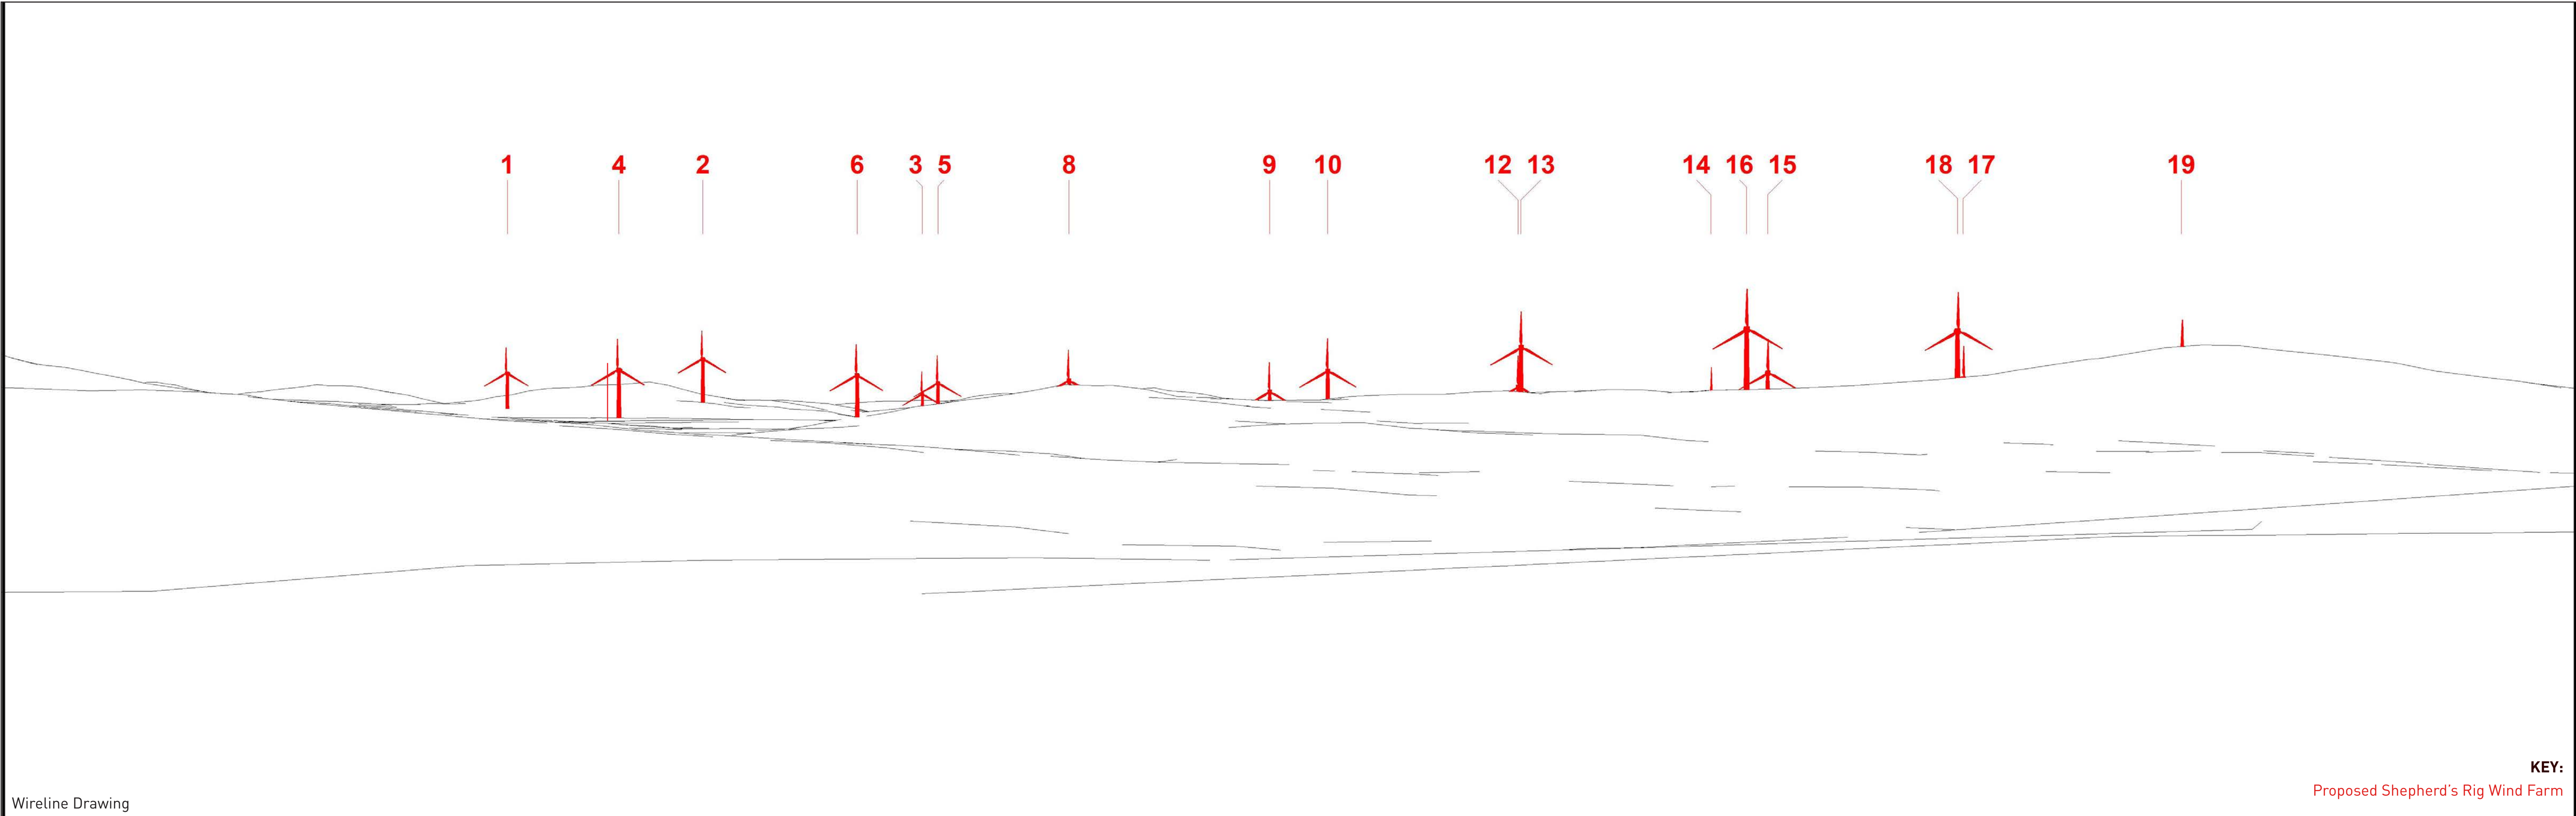 1 4 2 6 3 5 8 9 10 12 13 14 16 15 18 17 19
KEY:
Proposed Shepherd's Rig Wind Farm
Wireline Drawing